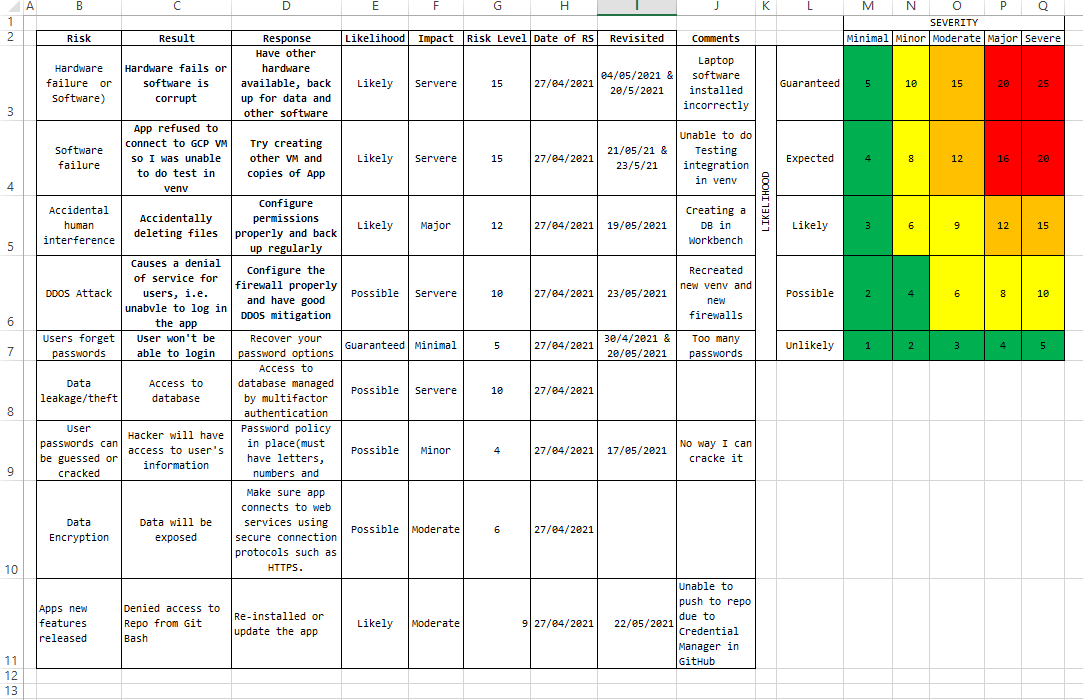 A B C D E F G H I J K L M N O P Q
1 SEVERITY
2 Risk Result Response Likelihood Impact Risk Level Date of RS Revisited Comments Minimal Minor Moderate Major Severe
Hardware
failure or
Software)
Hardware fails or
software is
corrupt
Have other
hardware
available, back
up for data and
other software
Likely
Servere
15
27/04/2021
04/05/2021 &
20/5/2021
Laptop
software
installed
incorrectly
Guaranteed
5 10 15 20 25
3
Software
failure
App refused to
connect to GCP VM
so I was unable
to do test in
venv
Try creating
other VM and
copies of App
Likely
Servere
15
27/04/2021
21/05/21 &
23/5/21
Unable to do
Testing
integration
in venv
LIKELIHOOD
Expected
4 8 12 16 20
4
Accidental
human
interference
Accidentally
deleting files
Configure
permissions
properly and back
up regularly
Likely
Major
12
27/04/2021
19/05/2021
Creating a
DB in
Workbench
Likely
3 6 9 12 15
5
DDOS Attack
Causes a denial
of service for
users, i.e.
unabvle to log in
the app
Configure the
firewall properly
and have good
DDOS mitigation
Possible
Servere
10
27/04/2021
23/05/2021
Recreated
new venv and
new
firewalls
Possible
2 4 6 8 10
6
Users forget
passwords
User won't be
able to login
Recover your
password options
Guaranteed
Minimal
5
27/04/2021
30/4/2021 &
20/05/2021
Too many
passwords
Unlikely
1 2 3 4 5
7
Data
leakage/theft
Access to
database
Access to
database managed
by multifactor
authentication
Possible
Servere
10
27/04/2021
8
User
passwords can
be guessed or
cracked
Hacker will have
access to user's
information
Password policy
in place(must
have letters,
numbers and
Possible
Minor
4
27/04/2021
17/05/2021
No way I can
cracke it
9
Data
Encryption
Data will be
exposed
Make sure app
connects to web
services using
secure connection
protocols such as
HTTPS.
Possible
Moderate
6
27/04/2021
10
Apps new
features
released
Denied access to
Repo from Git
Bash
Re-installed or
update the app
Likely
Moderate
9
27/04/2021
22/05/2021
Unable to
push to repo
due to
Credential
Manager in
GitHub
11
12
13